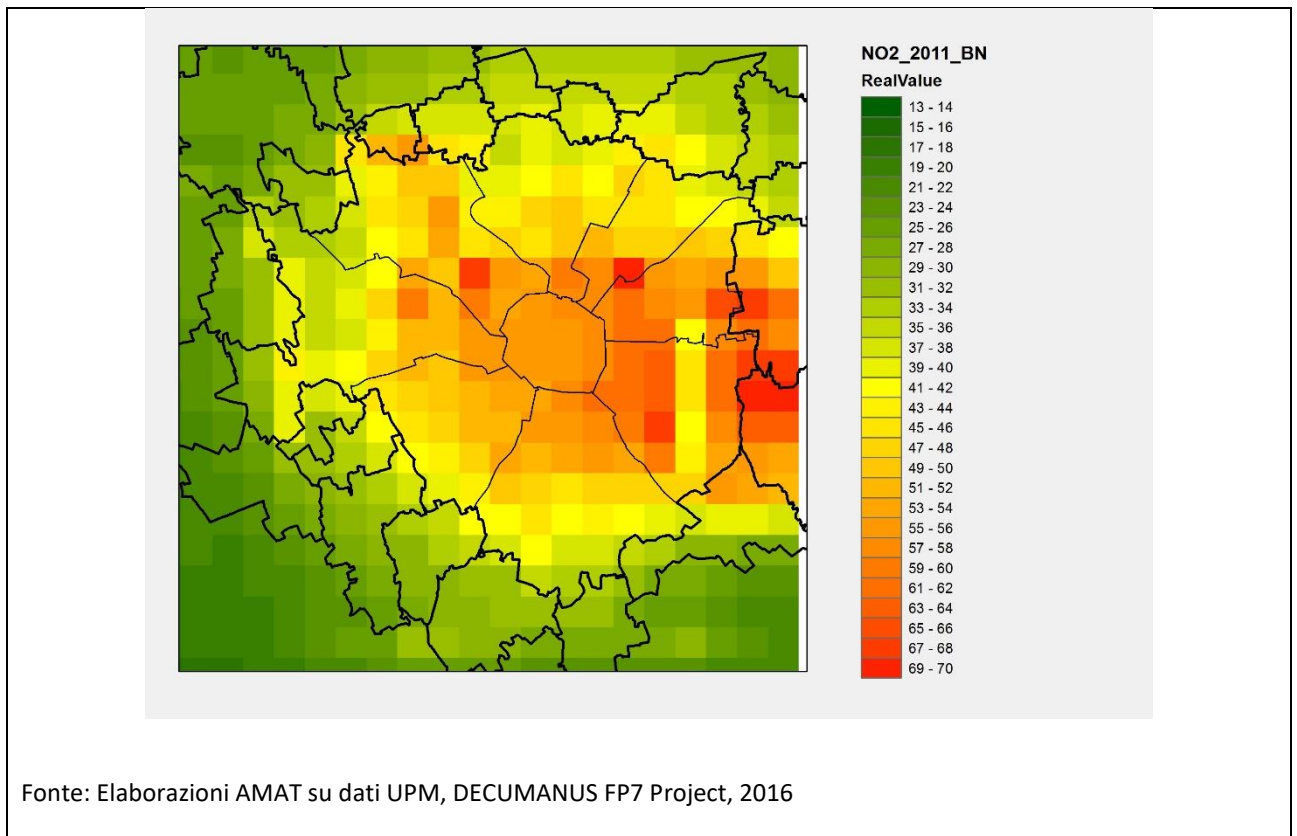 NO2_2011_BN
RealValue
13 - 14
15 - 16
17 - 18
19 - 20
21 - 22
23 - 24
25 - 26
27 - 28
29 - 30
31 - 32
33 - 34
35 - 36
37 - 38
39 - 40
41 - 42
43 - 44
45 - 46
47 - 48
49 - 50
51 - 52
53 - 54
55 - 56
57 - 58
59 - 60
61 - 62
63 - 64
65 - 66
67 - 68
69 - 70
Fonte: Elaborazioni AMAT su dati UPM, DECUMANUS FP7 Project, 2016